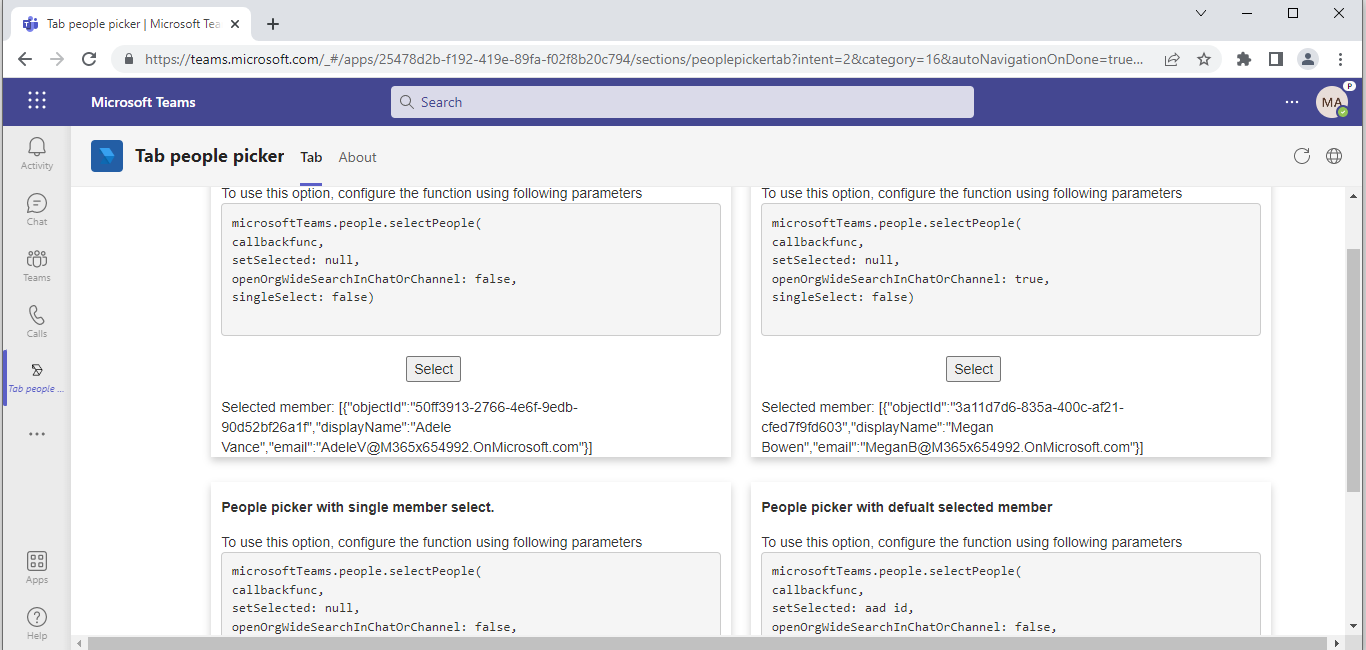 Tab people picker | Microsoft Tea
https://teams.microsoft.com/_#/apps/25478d2b-f192-419e-89fa-f02f8b20c794/sections/peoplepickertab?intent=2&category=16&autoNavigationOnDone=true...
Microsoft Teams
Search
MA
P
Activity
Chat
Teams
Calls
Tab people ...
Apps
Help
Tab people picker
Tab
About
To use this option, configure the function using following parameters
microsoftTeams.people.selectPeople(
callbackfunc,
setSelected: null,
openOrgWideSearchInChatOrChannel: false,
singleSelect: false)
Select
Selected member: [{"objectId":"50ff3913-2766-4e6f-9edb-
90d52bf26a1f","displayName":"Adele
Vance","email":"AdeleV@M365x654992.OnMicrosoft.com"}]
To use this option, configure the function using following parameters
microsoftTeams.people.selectPeople(
callbackfunc,
setSelected: null,
openOrgWideSearchInChatOrChannel: true,
singleSelect: false)
Select
Selected member: [{"objectId":"3a11d7d6-835a-400c-af21-
cfed7f9fd603","displayName":"Megan
Bowen","email":"MeganB@M365x654992.OnMicrosoft.com"}]
People picker with single member select.
To use this option, configure the function using following parameters
microsoftTeams.people.selectPeople(
callbackfunc,
setSelected: null,
openOrgWideSearchInChatOrChannel: false,
People picker with defualt selected member
To use this option, configure the function using following parameters
microsoftTeams.people.selectPeople(
callbackfunc,
setSelected: aad id,
openOrgWideSearchInChatOrChannel: false,